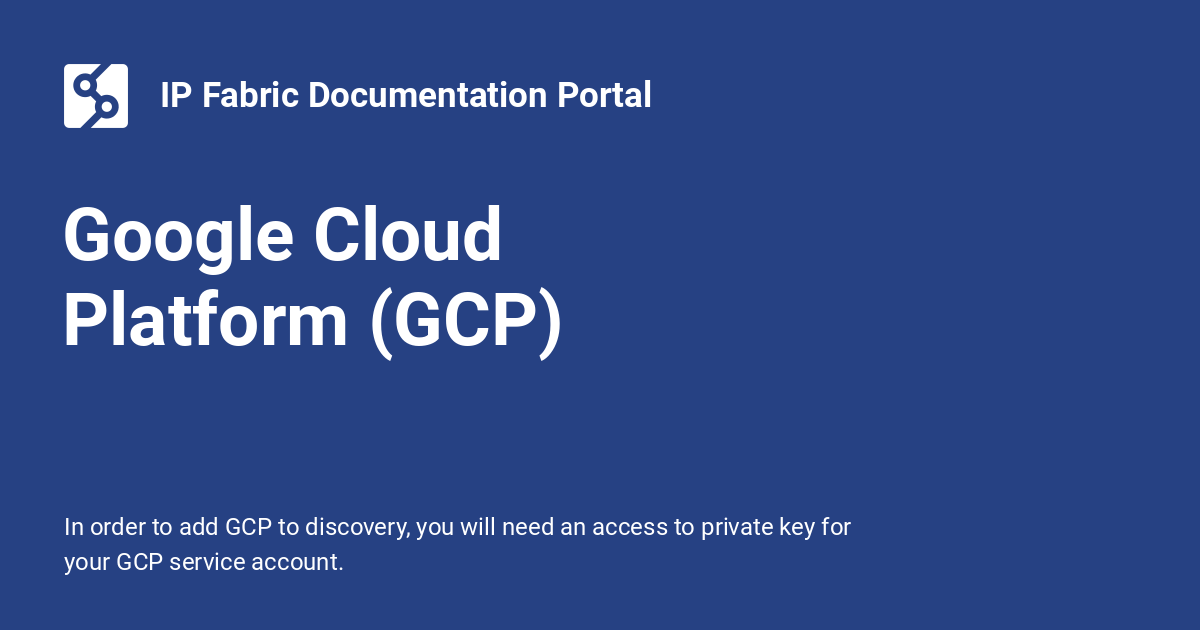 IP Fabric Documentation Portal
Google Cloud
Platform (GCP)
In order to add GCP to discovery, you will need an access to private key for
your GCP service account.